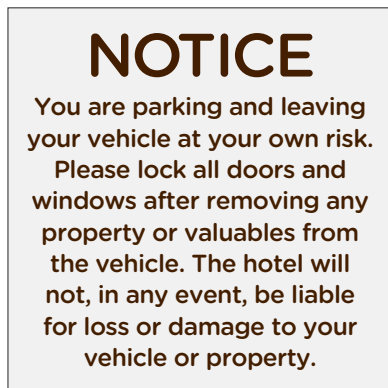 NOTICE
You are parking and leaving
your vehicle at your own risk.
Please lock all doors and
windows after removing any
property or valuables from
the vehicle. The hotel will
not, in any event, be liable
for loss or damage to your
vehicle or property.